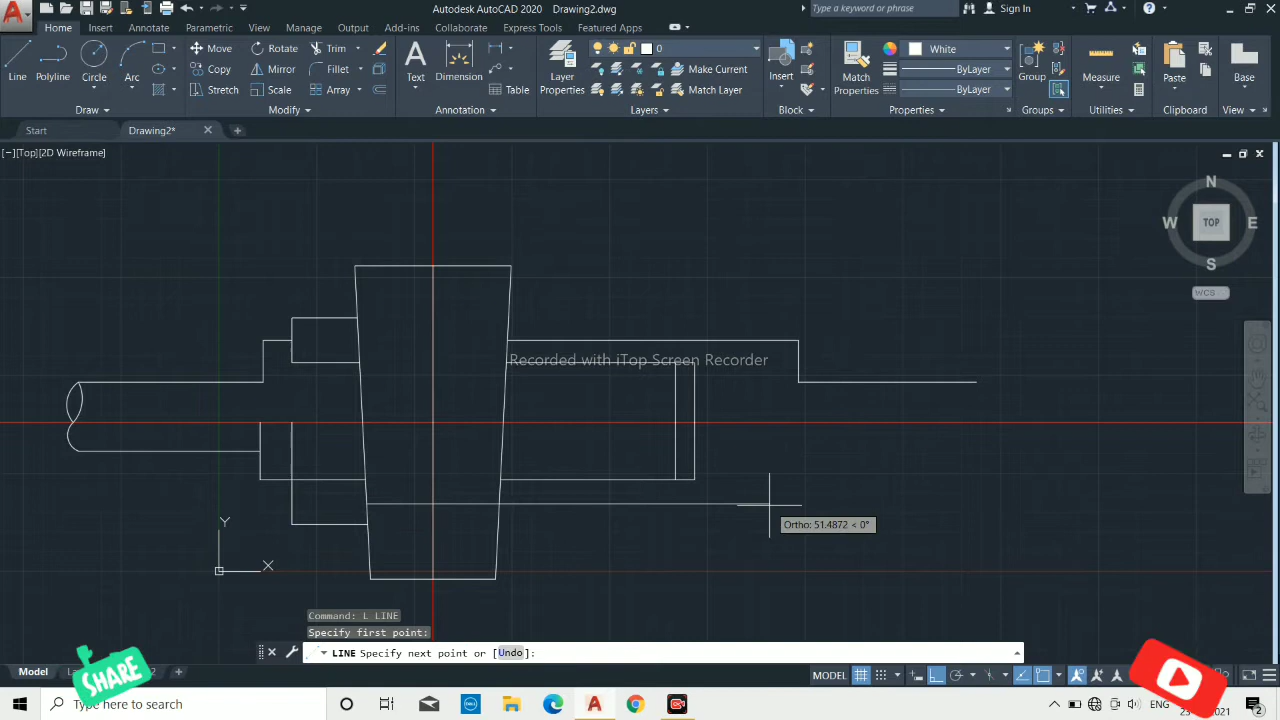 Autodesk AutoCAD 2020 Drawing2.dwg
Type a keyword or phrase
Sign In
Home Insert Annotate Parametric View Manage Output Add-ins Collaborate Express Tools Featured Apps
Line Polyline Circle Arc
Move Rotate Trim
Copy Mirror Fillet
Stretch Scale Array
Text Dimension Table
Layer Properties
0
Make Current
Match Layer
Insert
Match Properties
White
ByLayer
ByLayer
Group
Measure
Paste
Base
Draw Modify Annotation Layers Block Properties Groups Utilities Clipboard View
Start Drawing2*
[−][Top][2D Wireframe]
N
W TOP E
S
WCS
Recorded with iTop Screen Recorder
Y
X
Ortho: 51.4872 < 0°
Command: L LINE
Specify first point:
LINE Specify next point or [Undo]:
Model
MODEL
SHARE
Type here to search
ENG
2